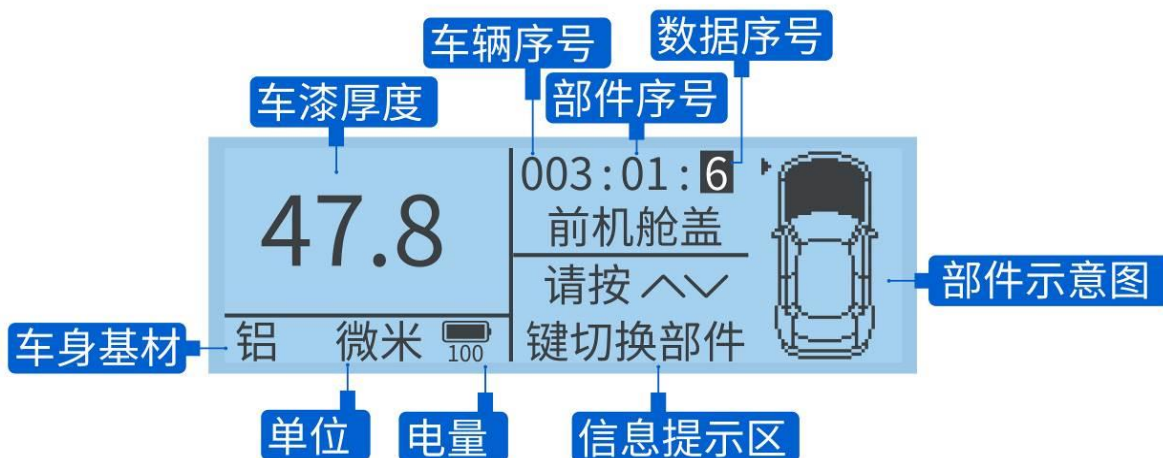 车辆序号
数据序号
车漆厚度
部件序号
003:01:6
47.8
前机舱盖
请按
部件示意图
车身基材
铝
微米
100
键切换部件
单位
电量
信息提示区